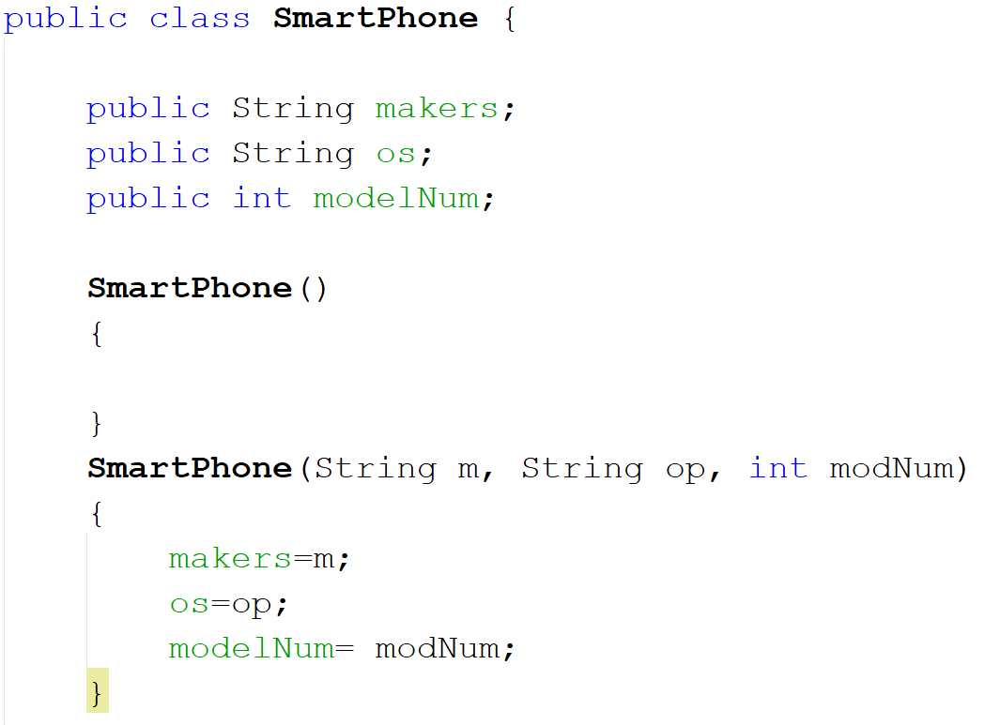 public class SmartPhone {
public String makers;
public String os;
public int modelNum;
SmartPhone()
{
}
SmartPhone(String m, String op, int modNum)
{
makers=m;
os=op;
modelNum= modNum;
}